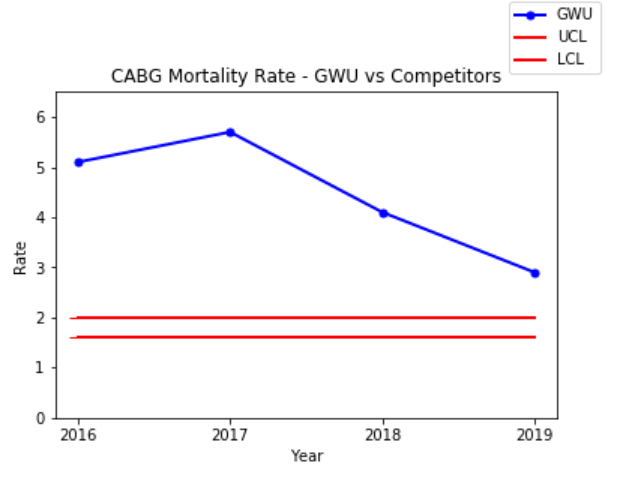 GWU
UCL
LCL
CABG Mortality Rate - GWU vs Competitors
6
5
4
3
2
1
0
Rate
2016 2017 2018 2019
Year